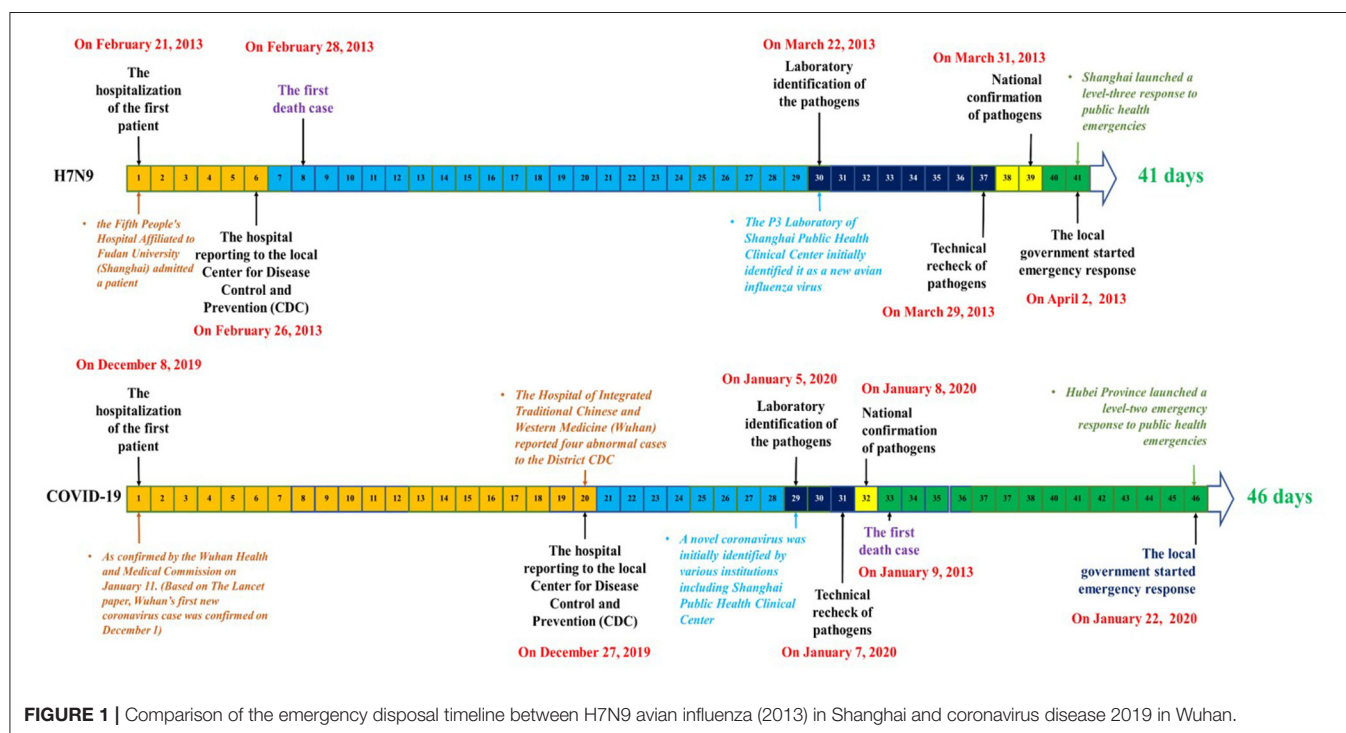 On February 21, 2013
The
hospitalization
of the first
patient
On February 28, 2013
The first
death case
On March 22, 2013
Laboratory
identification of
the pathogens
On March 31, 2013
National
confirmation
of pathogens
• Shanghai launched a
level-three response to
public health
emergencies
H7N9
1 2 3 4 5 6 7 8 9 10 11 12 13 14 15 16 17 18 19 20 21 22 23 24 25 26 27 28 29 30 31 32 33 34 35 36 37 38 39 40 41
41 days
• the Fifth People's
Hospital Affiliated to
Fudan University
(Shanghai) admitted
a patient
The hospital
reporting to the local
Center for Disease
Control and
Prevention (CDC)
On February 26, 2013
• The P3 Laboratory of
Shanghai Public Health
Clinical Center initially
identified it as a new avian
influenza virus
Technical
recheck of
pathogens
On March 29, 2013
The local
government started
emergency response
On April 2, 2013
On December 8, 2019
The
hospitalization
of the first
patient
• The Hospital of Integrated
Traditional Chinese and
Western Medicine (Wuhan)
reported four abnormal cases
to the District CDC
On January 5, 2020
Laboratory
identification of
the pathogens
On January 8, 2020
National
confirmation
of pathogens
• Hubei Province launched a
level-two emergency
response to public health
emergencies
COVID-19
1 2 3 4 5 6 7 8 9 10 11 12 13 14 15 16 17 18 19 20 21 22 23 24 25 26 27 28 29 30 31 32 33 34 35 36 37 37 38 40 41 42 43 44 45 46
46 days
• As confirmed by the Wuhan Health
and Medical Commission on
January 11. (Based on The Lancet
paper, Wuhan's first new
coronavirus case was confirmed on
December 1)
The hospital
reporting to the local
Center for Disease
Control and
Prevention (CDC)
On December 27, 2019
• A novel coronavirus was
initially identified by
various institutions
including Shanghai
Public Health Clinical
Center
Technical
recheck of
pathogens
On January 7, 2020
The first
death case
On January 9, 2013
The local
government started
emergency response
On January 22, 2020
FIGURE 1 | Comparison of the emergency disposal timeline between H7N9 avian influenza (2013) in Shanghai and coronavirus disease 2019 in Wuhan.